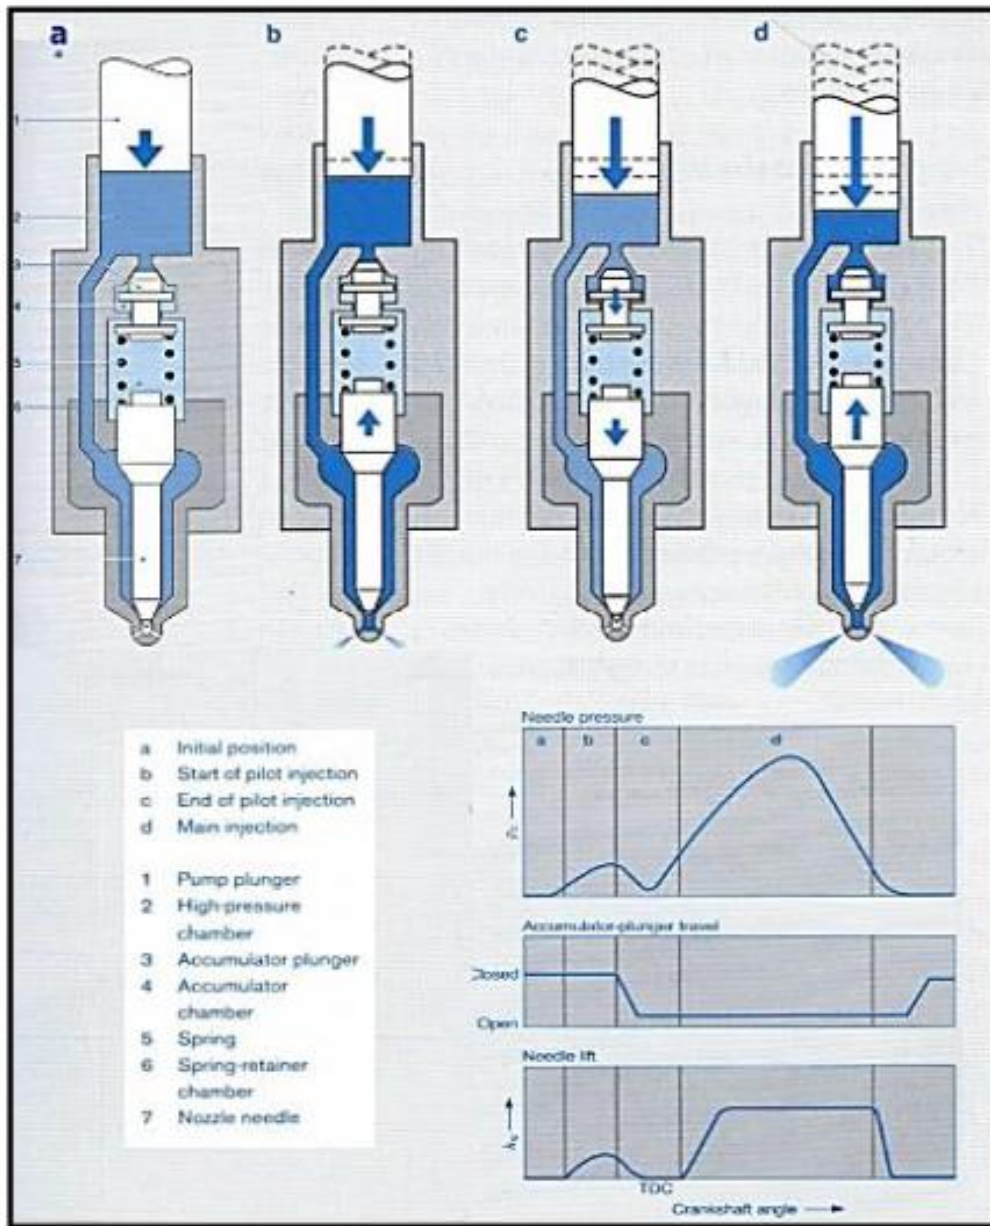 a
b
c
d
1
2
3
4
5
6
7
a Initial position
b Start of pilot injection
c End of pilot injection
d Main injection
1 Pump plunger
2 High-pressure
chamber
3 Accumulator plunger
4 Accumulator
chamber
5 Spring
6 Spring-retainer
chamber
7 Nozzle needle
Needle pressure
a b c d
Accumulator-plunger travel
Closed
Open
Needle lift
TDC
Crankshaft angle